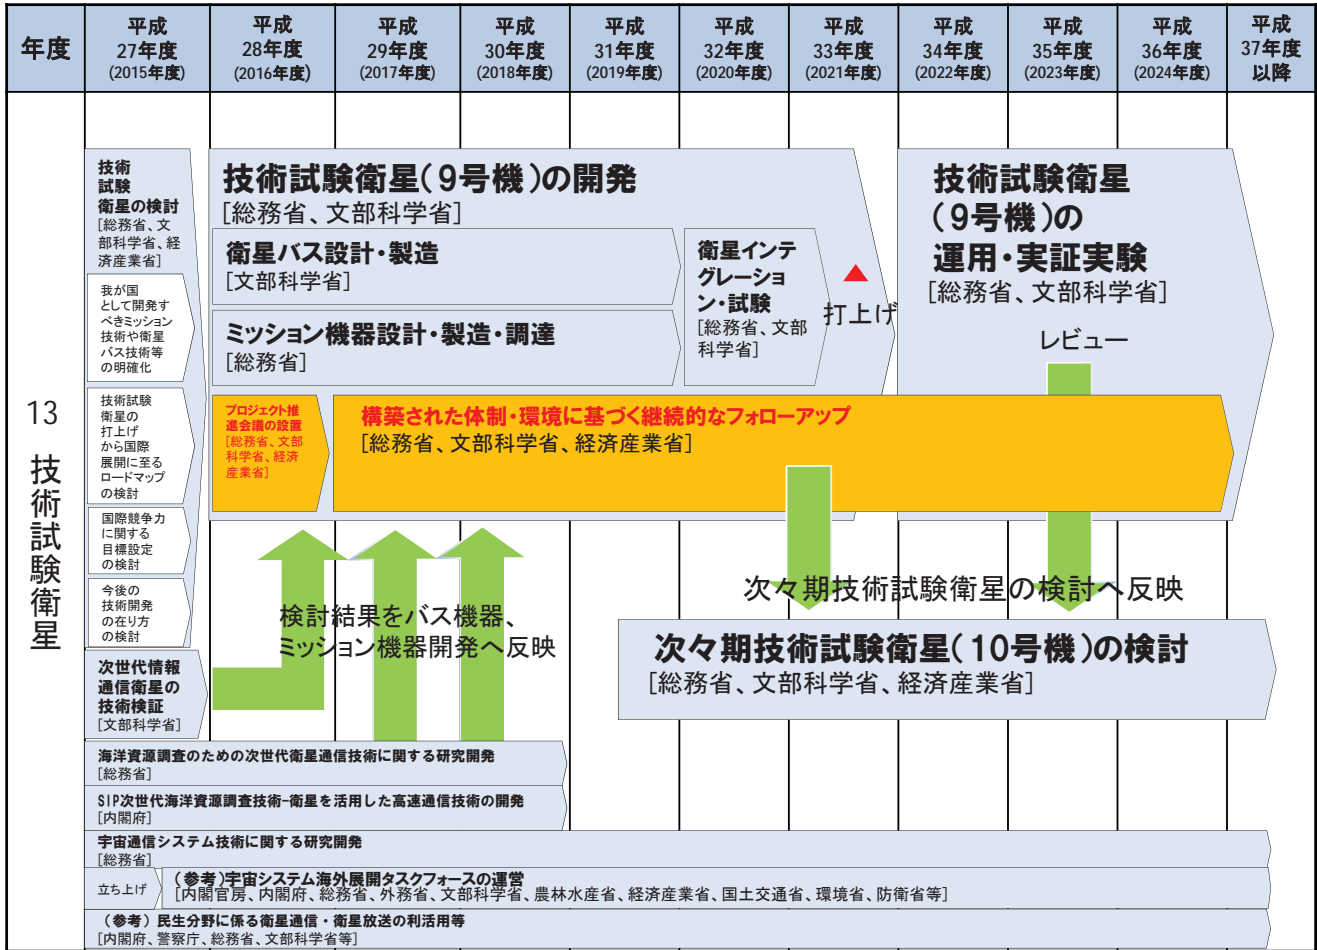 年度
平成
27年度
(2015年度)
平成
28年度
(2016年度)
平成
29年度
(2017年度)
平成
30年度
(2018年度)
平成
31年度
(2019年度)
平成
32年度
(2020年度)
平成
33年度
(2021年度)
平成
34年度
(2022年度)
平成
35年度
(2023年度)
平成
36年度
(2024年度)
平成
37年度
以降
13 技術試験衛星
技術
試験
衛星の検討
[総務省、文
部科学省、経
済産業省]
我が国
として開発す
べきミッション
技術や衛星
バス技術等
の明確化
技術試験
衛星の
打上げ
から国際
展開に至る
ロードマップ
の検討
国際競争力
に関する
目標設定
の検討
今後の
技術開発
の在り方
の検討
次世代情報
通信衛星の
技術検証
[文部科学省]
技術試験衛星(9号機)の開発
[総務省、文部科学省]
衛星バス設計・製造
[文部科学省]
ミッション機器設計・製造・調達
[総務省]
衛星インテ
グレーショ
ン・試験
[総務省、文部
科学省]
打上げ
技術試験衛星
(9号機)の
運用・実証実験
[総務省、文部科学省]
レビュー
プロジェクト推
進会議の設置
[総務省、文部
科学省、経済
産業省]
構築された体制・環境に基づく継続的なフォローアップ
[総務省、文部科学省、経済産業省]
検討結果をバス機器、
ミッション機器開発へ反映
次々期技術試験衛星の検討へ反映
次々期技術試験衛星(10号機)の検討
[総務省、文部科学省、経済産業省]
海洋資源調査のための次世代衛星通信技術に関する研究開発
[総務省]
SIP次世代海洋資源調査技術-衛星を活用した高速通信技術の開発
[内閣府]
宇宙通信システム技術に関する研究開発
[総務省]
立ち上げ
(参考)宇宙システム海外展開タスクフォースの運営
[内閣官房、内閣府、総務省、外務省、文部科学省、農林水産省、経済産業省、国土交通省、環境省、防衛省等]
(参考)民生分野に係る衛星通信・衛星放送の利活用等
[内閣府、警察庁、総務省、文部科学省等]